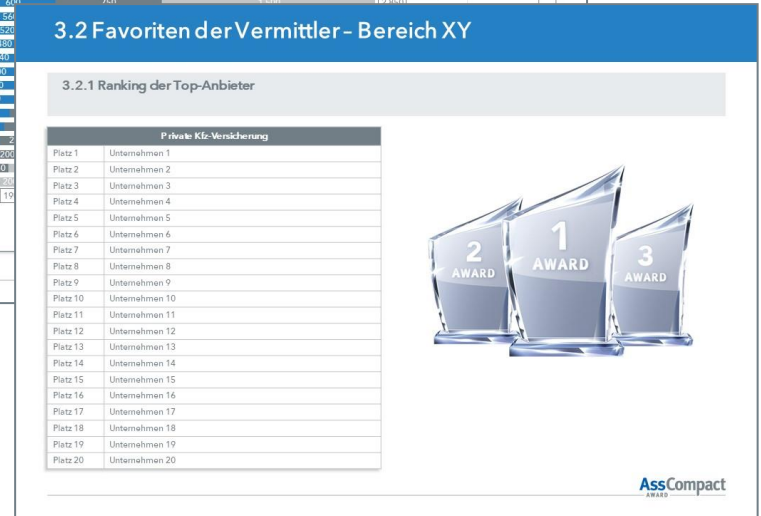 3.2 Favoriten der Vermittler – Bereich XY
3.2.1 Ranking der Top-Anbieter
Private Kfz-Versicherung
Platz 1 Unternehmen 1
Platz 2 Unternehmen 2
Platz 3 Unternehmen 3
Platz 4 Unternehmen 4
Platz 5 Unternehmen 5
Platz 6 Unternehmen 6
Platz 7 Unternehmen 7
Platz 8 Unternehmen 8
Platz 9 Unternehmen 9
Platz 10 Unternehmen 10
Platz 11 Unternehmen 11
Platz 12 Unternehmen 12
Platz 13 Unternehmen 13
Platz 14 Unternehmen 14
Platz 15 Unternehmen 15
Platz 16 Unternehmen 16
Platz 17 Unternehmen 17
Platz 18 Unternehmen 18
Platz 19 Unternehmen 19
Platz 20 Unternehmen 20
2 AWARD
1 AWARD
3 AWARD
AssCompact
AWARD